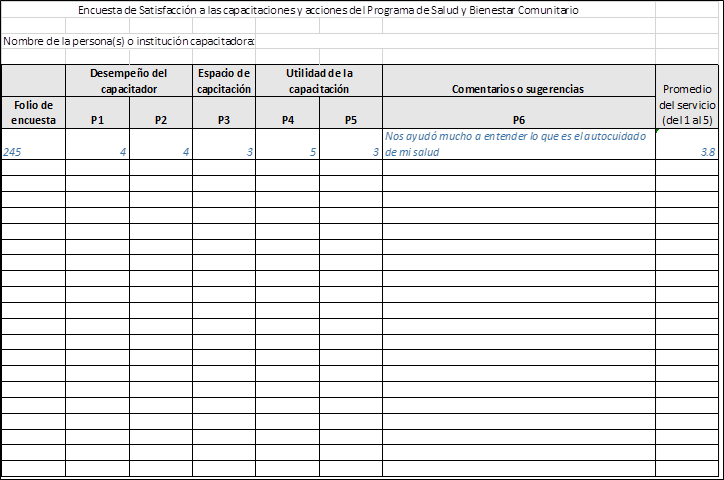 Encuesta de Satisfacción a las capacitaciones y acciones del Programa de Salud y Bienestar Comunitario
Nombre de la persona(s) o institución capacitadora:
Desempeño del capacitador
Espacio de capcitación
Utilidad de la capacitación
Comentarios o sugerencias
Promedio del servicio (del 1 al 5)
Folio de encuesta
P1
P2
P3
P4
P5
P6
245
4
4
3
5
3
Nos ayudó mucho a entender lo que es el autocuidado
de mi salud
3.8